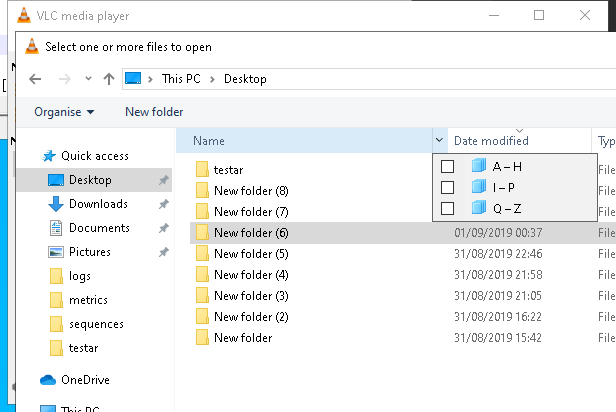 VLC media player
Select one or more files to open
This PC > Desktop
Organise New folder
Name Date modified Typ
Quick access
Desktop
Downloads
Documents
Pictures
logs
metrics
sequences
testar
OneDrive
This PC
testar
New folder (8)
New folder (7)
New folder (6) 01/09/2019 00:37 File
New folder (5) 31/08/2019 22:46 File
New folder (4) 31/08/2019 21:58 File
New folder (3) 31/08/2019 21:05 File
New folder (2) 31/08/2019 16:22 File
New folder 31/08/2019 15:42 File
A – H
I – P
Q – Z